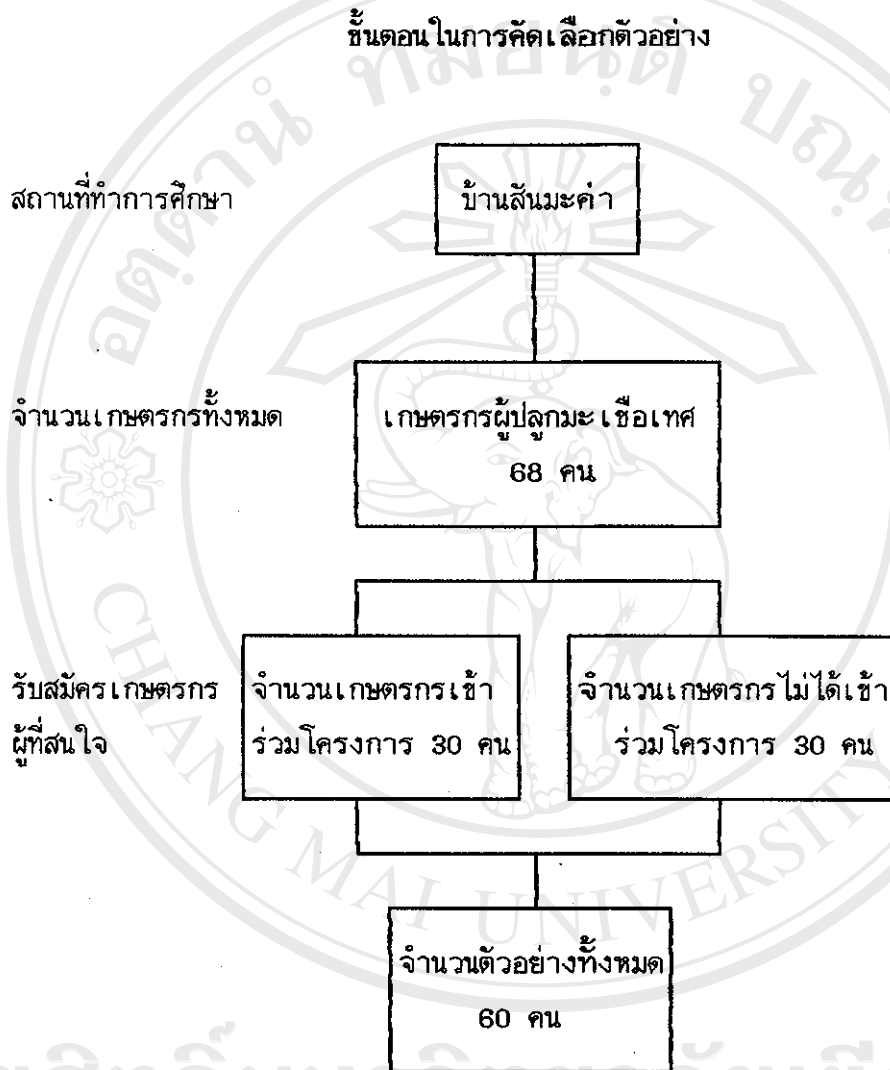 ขั้นตอนในการคัดเลือกตัวอย่าง
สถานที่ทำการศึกษา
บ้านสันมะค่า
จำนวนเกษตรกรทั้งหมด
เกษตรกรผู้ปลูกมะเขือเทศ
68 คน
รับสมัครเกษตรกร
ผู้ที่สนใจ
จำนวนเกษตรกรเข้า
ร่วมโครงการ 30 คน
จำนวนเกษตรกรไม่ได้เข้า
ร่วมโครงการ 30 คน
จำนวนตัวอย่างทั้งหมด
60 คน
CHIANG MAI UNIVERSITY